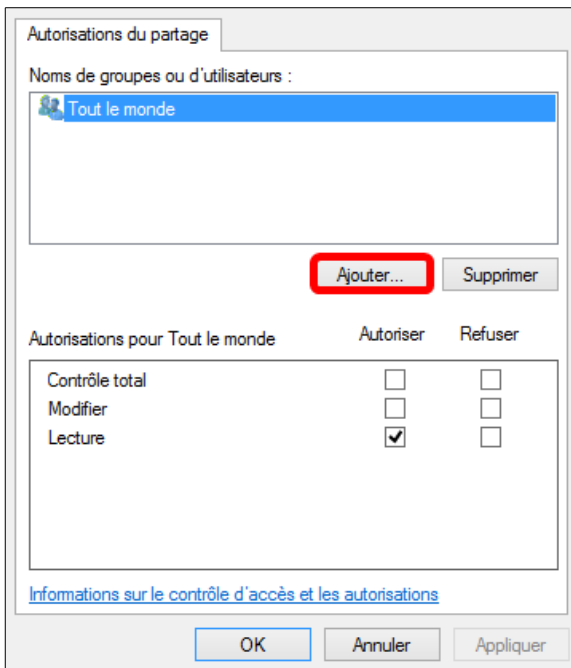 Autorisations du partage
Noms de groupes ou d'utilisateurs :
Tout le monde
Ajouter... Supprimer
Autorisations pour Tout le monde Autoriser Refuser
Contrôle total
Modifier
Lecture
Informations sur le contrôle d'accès et les autorisations
OK Annuler Appliquer